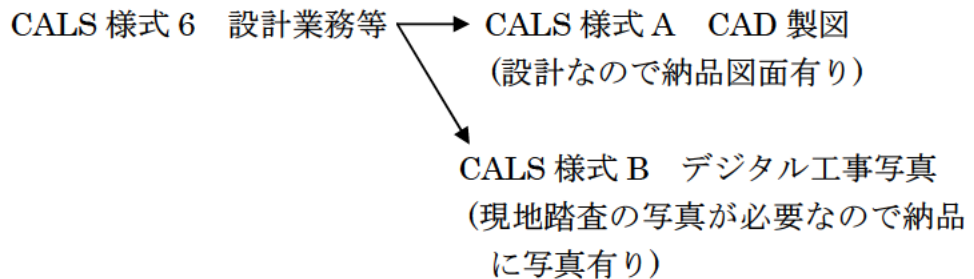 CALS 様式 6　設計業務等
CALS 様式 A　CAD 製図
(設計なので納品図面有り)
CALS 様式 B　デジタル工事写真
(現地踏査の写真が必要なので納品
に写真有り)